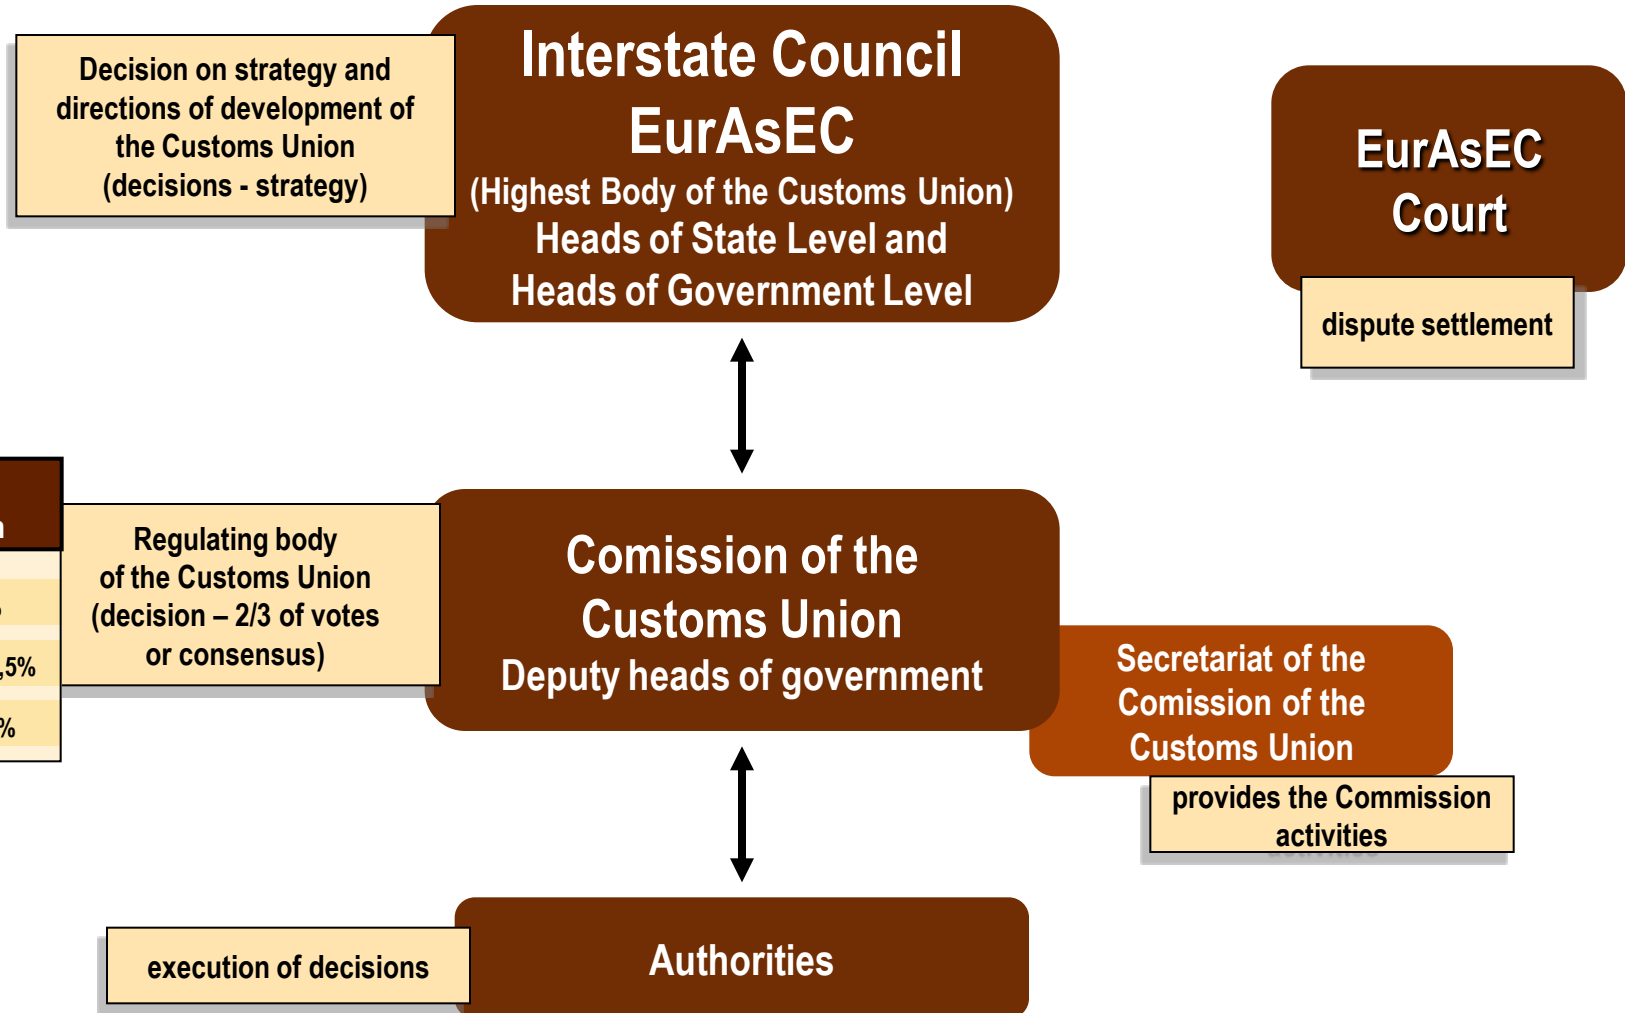 Decision on strategy and
directions of development of
the Customs Union
(decisions - strategy)
Interstate Council
EurAsEC
(Highest Body of the Customs Union)
Heads of State Level and
Heads of Government Level
EurAsEC
Court
dispute settlement
Regulating body
of the Customs Union
(decision – 2/3 of votes
or consensus)
,5%
%
Comission of the
Customs Union
Deputy heads of government
Secretariat of the
Comission of the
Customs Union
provides the Commission
activities
execution of decisions
Authorities